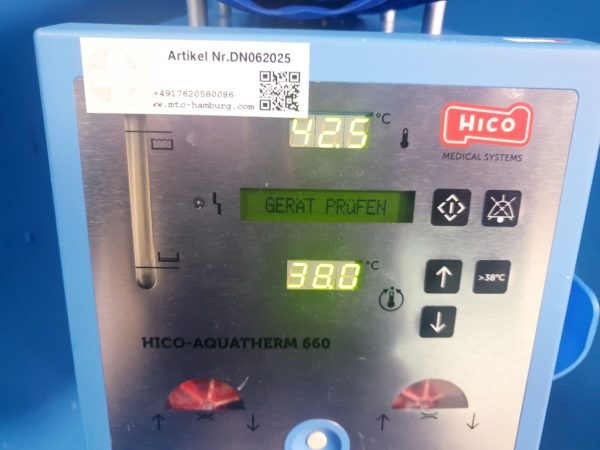 Artikel Nr.DN062025
+4917620580086
www.mtc-hamburg.com
42.5 °C
HICO
MEDICAL SYSTEMS
GERÄT PRÜFEN
38.0 °C
>38°C
HICO-AQUATHERM 660